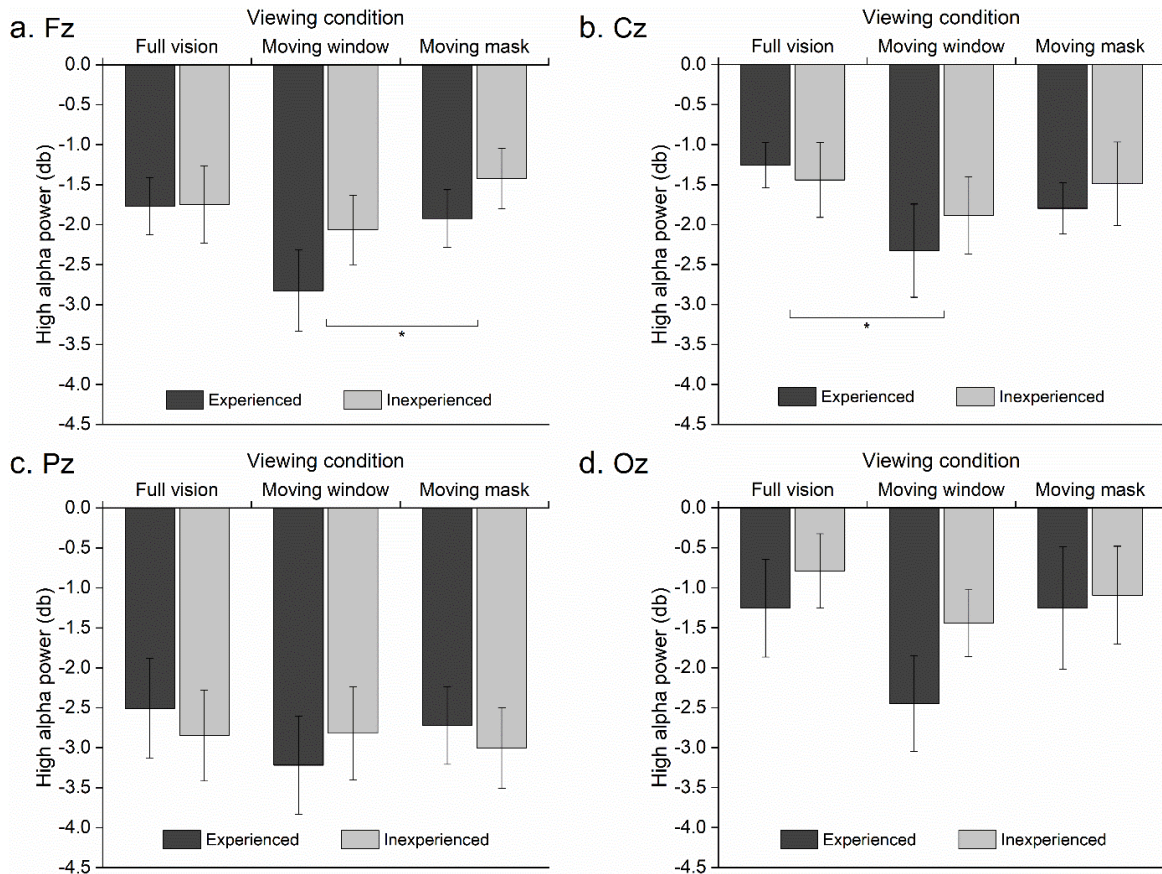 a. Fz
Viewing condition
Full vision Moving window Moving mask
High alpha power (db)
0.0
-0.5
-1.0
-1.5
-2.0
-2.5
-3.0
-3.5
-4.0
-4.5
*
Experienced Inexperienced
b. Cz
Viewing condition
Full vision Moving window Moving mask
High alpha power (db)
0.0
-0.5
-1.0
-1.5
-2.0
-2.5
-3.0
-3.5
-4.0
-4.5
*
Experienced Inexperienced
c. Pz
Viewing condition
Full vision Moving window Moving mask
High alpha power (db)
0.0
-0.5
-1.0
-1.5
-2.0
-2.5
-3.0
-3.5
-4.0
-4.5
Experienced Inexperienced
d. Oz
Viewing condition
Full vision Moving window Moving mask
High alpha power (db)
0.0
-0.5
-1.0
-1.5
-2.0
-2.5
-3.0
-3.5
-4.0
-4.5
Experienced Inexperienced